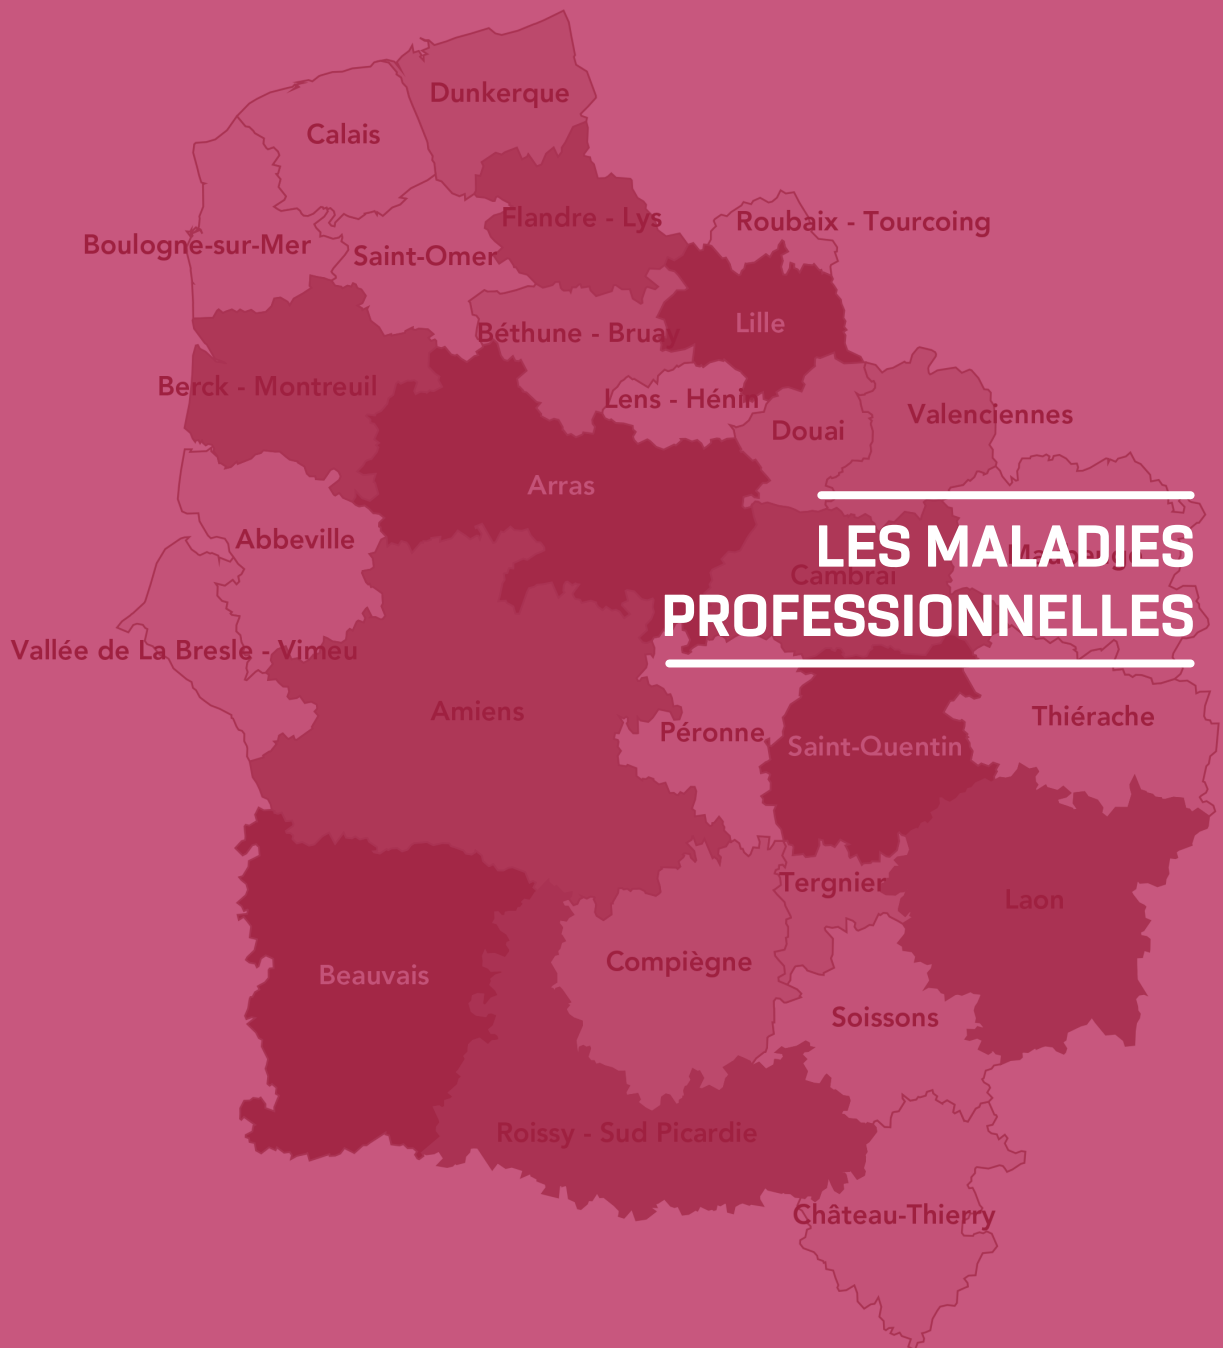 Dunkerque
Calais
Flandre - Lys
Roubaix - Tourcoing
Boulogne-sur-Mer
Saint-Omer
Lille
Béthune - Bruay
Berck - Montreuil
Lens - Hénin
Valenciennes
Douai
Arras
Abbeville
LES MALADIES
Maubeuge
Cambrai
PROFESSIONNELLES
Vallée de La Bresle - Vimeu
Amiens
Thiérache
Péronne
Saint-Quentin
Tergnier
Laon
Compiègne
Beauvais
Soissons
Roissy - Sud Picardie
Château-Thierry